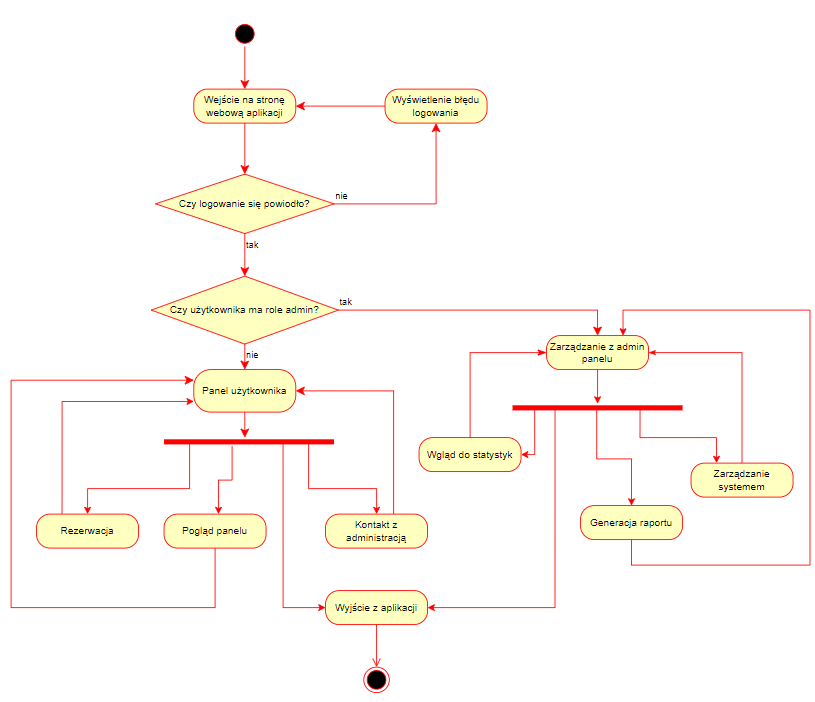 Wejście na stronę
webową aplikacji
Wyświetlenie błędu
logowania
Czy logowanie się powiodło?
nie
tak
Czy użytkownika ma role admin?
tak
nie
Zarządzanie z admin
panelu
Panel użytkownika
Wgląd do statystyk
Zarządzanie
systemem
Rezerwacja
Pogląd panelu
Kontakt z
administracją
Generacja raportu
Wyjście z aplikacji